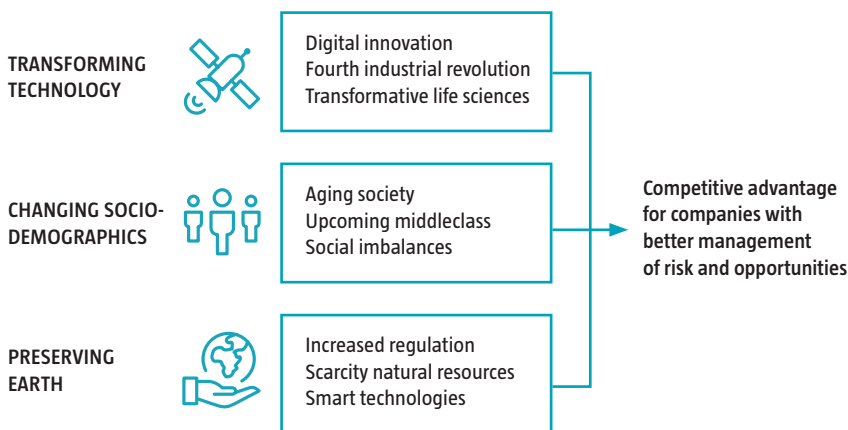 TRANSFORMING
TECHNOLOGY
Digital innovation
Fourth industrial revolution
Transformative life sciences
CHANGING SOCIO-
DEMOGRAPHICS
Aging society
Upcoming middleclass
Social imbalances
PRESERVING
EARTH
Increased regulation
Scarcity natural resources
Smart technologies
Competitive advantage
for companies with
better management
of risk and opportunities